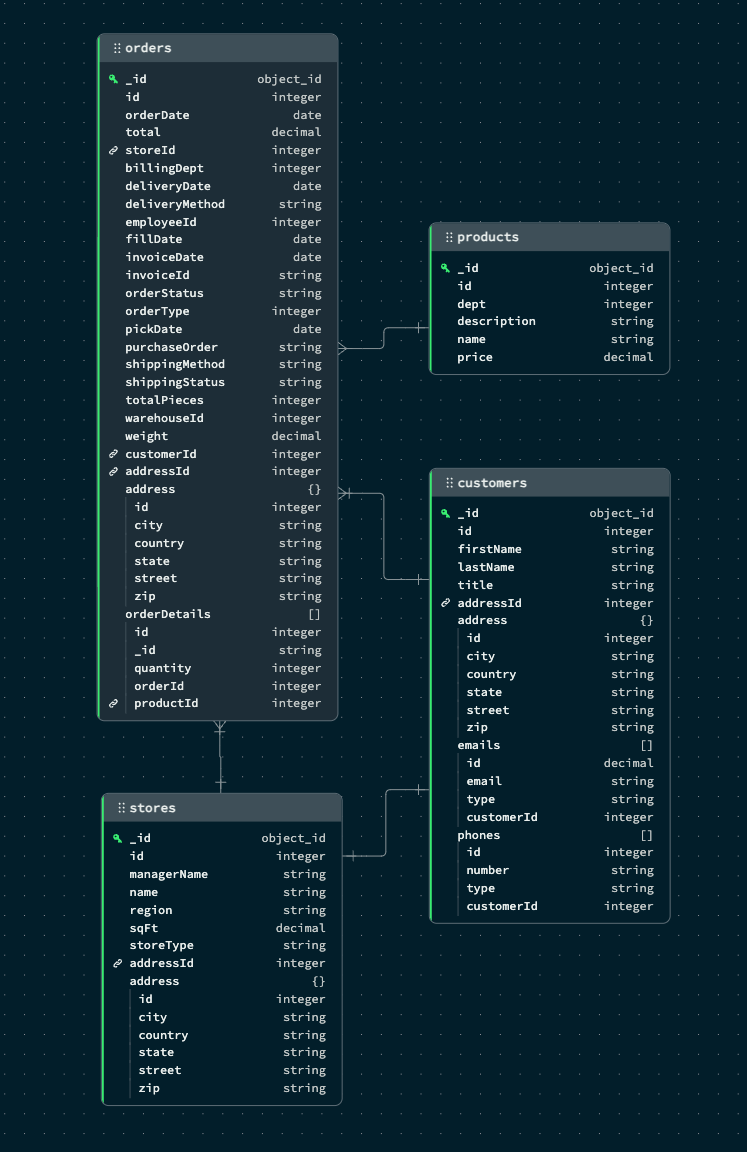 orders
_id object_id
id integer
orderDate date
total decimal
storeId integer
billingDept integer
deliveryDate date
deliveryMethod string
employeeId integer
fillDate date
invoiceDate date
invoiceId string
orderStatus string
orderType integer
pickDate date
purchaseOrder string
shippingMethod string
shippingStatus string
totalPieces integer
warehouseId integer
weight decimal
customerId integer
addressId integer
address {}
id integer
city string
country string
state string
street string
zip string
orderDetails []
id integer
_id string
quantity integer
orderId integer
productId integer
products
_id object_id
id integer
dept integer
description string
name string
price decimal
customers
_id object_id
id integer
firstName string
lastName string
title string
addressId integer
address {}
id integer
city string
country string
state string
street string
zip string
emails []
id decimal
email string
type string
customerId integer
phones []
id integer
number string
type string
customerId integer
stores
_id object_id
id integer
managerName string
name string
region string
sqFt decimal
storeType string
addressId integer
address {}
id integer
city string
country string
state string
street string
zip string